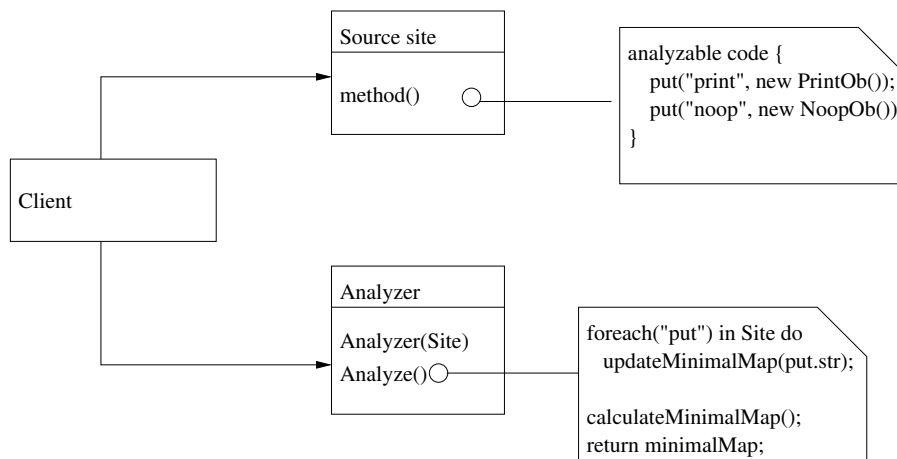 Source site
method()
analyzable code {
put("print", new PrintOb());
put("noop", new NoopOb())
}
Client
Analyzer
Analyzer(Site)
Analyze()
foreach("put") in Site do
updateMinimalMap(put.str);
calculateMinimalMap();
return minimalMap;